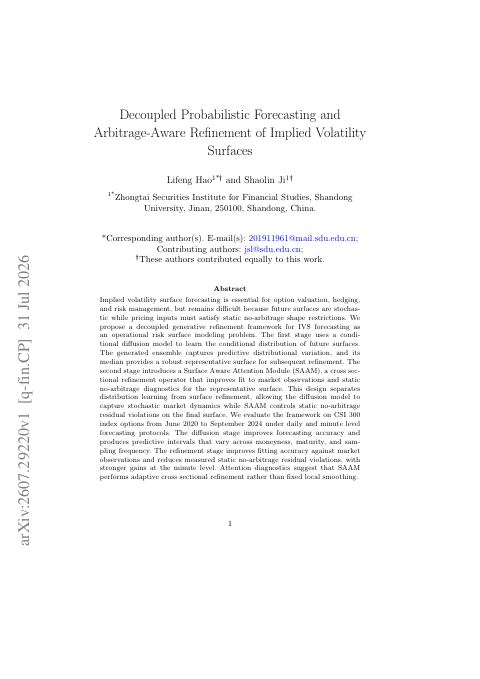 Decoupled Probabilistic Forecasting and
Arbitrage-Aware Refinement of Implied Volatility
Surfaces
Lifeng Hao1*† and Shaolin Ji1†
1*Zhongtai Securities Institute for Financial Studies, Shandong
University, Jinan, 250100, Shandong, China.
*Corresponding author(s). E-mail(s): 201911961@mail.sdu.edu.cn;
Contributing authors: jsl@sdu.edu.cn;
†These authors contributed equally to this work.
Abstract
Implied volatility surface forecasting is essential for option valuation, hedging,
and risk management, but remains difficult because future surfaces are stochas-
tic while pricing inputs must satisfy static no-arbitrage shape restrictions. We
propose a decoupled generative refinement framework for IVS forecasting as
an operational risk surface modeling problem. The first stage uses a condi-
tional diffusion model to learn the conditional distribution of future surfaces.
The generated ensemble captures predictive distributional variation, and its
median provides a robust representative surface for subsequent refinement. The
second stage introduces a Surface Aware Attention Module (SAAM), a cross sec-
tional refinement operator that improves fit to market observations and static
no-arbitrage diagnostics for the representative surface. This design separates
distribution learning from surface refinement, allowing the diffusion model to
capture stochastic market dynamics while SAAM controls static no-arbitrage
residual violations on the final surface. We evaluate the framework on CSI 300
index options from June 2020 to September 2024 under daily and minute level
forecasting protocols. The diffusion stage improves forecasting accuracy and
produces predictive intervals that vary across moneyness, maturity, and sam-
pling frequency. The refinement stage improves fitting accuracy against market
observations and reduces measured static no-arbitrage residual violations, with
stronger gains at the minute level. Attention diagnostics suggest that SAAM
performs adaptive cross sectional refinement rather than fixed local smoothing.
1
arXiv:2607.29220v1 [q-fin.CP] 31 Jul 2026